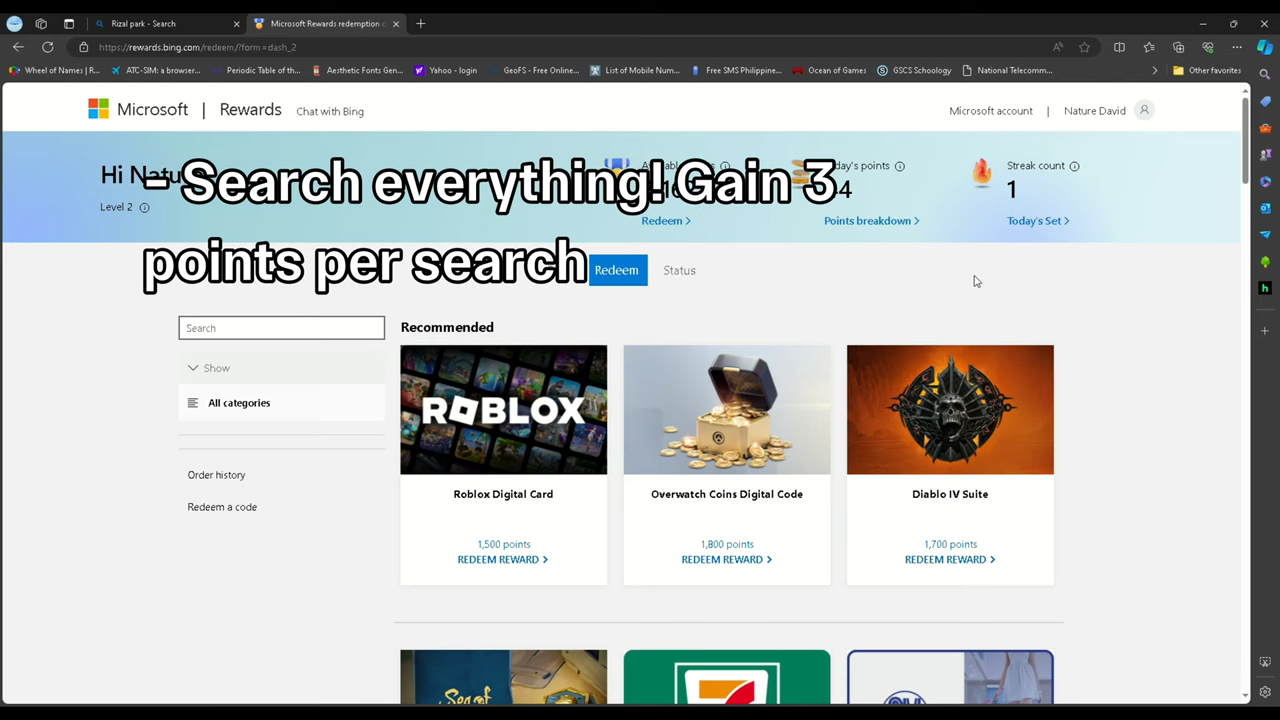 Rizal park - Search
Microsoft Rewards redemption c
https://rewards.bing.com/redeem/?form=dash_2
Wheel of Names | R...
ATC-SIM: a browser...
Periodic Table of th...
Aesthetic Fonts Gen...
Yahoo - login
GeoFS - Free Online...
List of Mobile Num...
Free SMS Philippine...
Ocean of Games
GSCS Schoology
National Telecomm...
Other favorites
Microsoft | Rewards
Chat with Bing
Microsoft account | Nature David
Hi
Level 2
- Search everything! Gain 3
points per search
Redeem
Points breakdown
Streak count
1
Today's Set
Redeem
Status
Search
Show
All categories
Order history
Redeem a code
Recommended
ROBLOX
Roblox Digital Card
1,500 points
REDEEM REWARD
Overwatch Coins Digital Code
1,800 points
REDEEM REWARD
Diablo IV Suite
1,700 points
REDEEM REWARD
Sea of